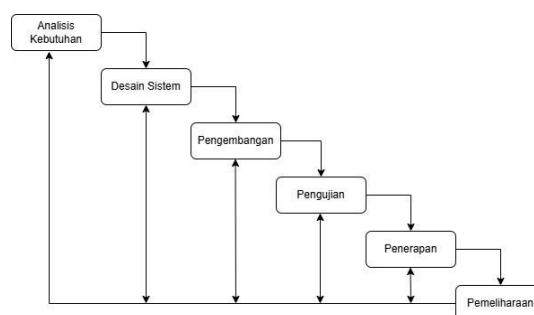 Analisis
Kebutuhan
Desain Sistem
Pengembangan
Pengujian
Penerapan
Pemeliharaan